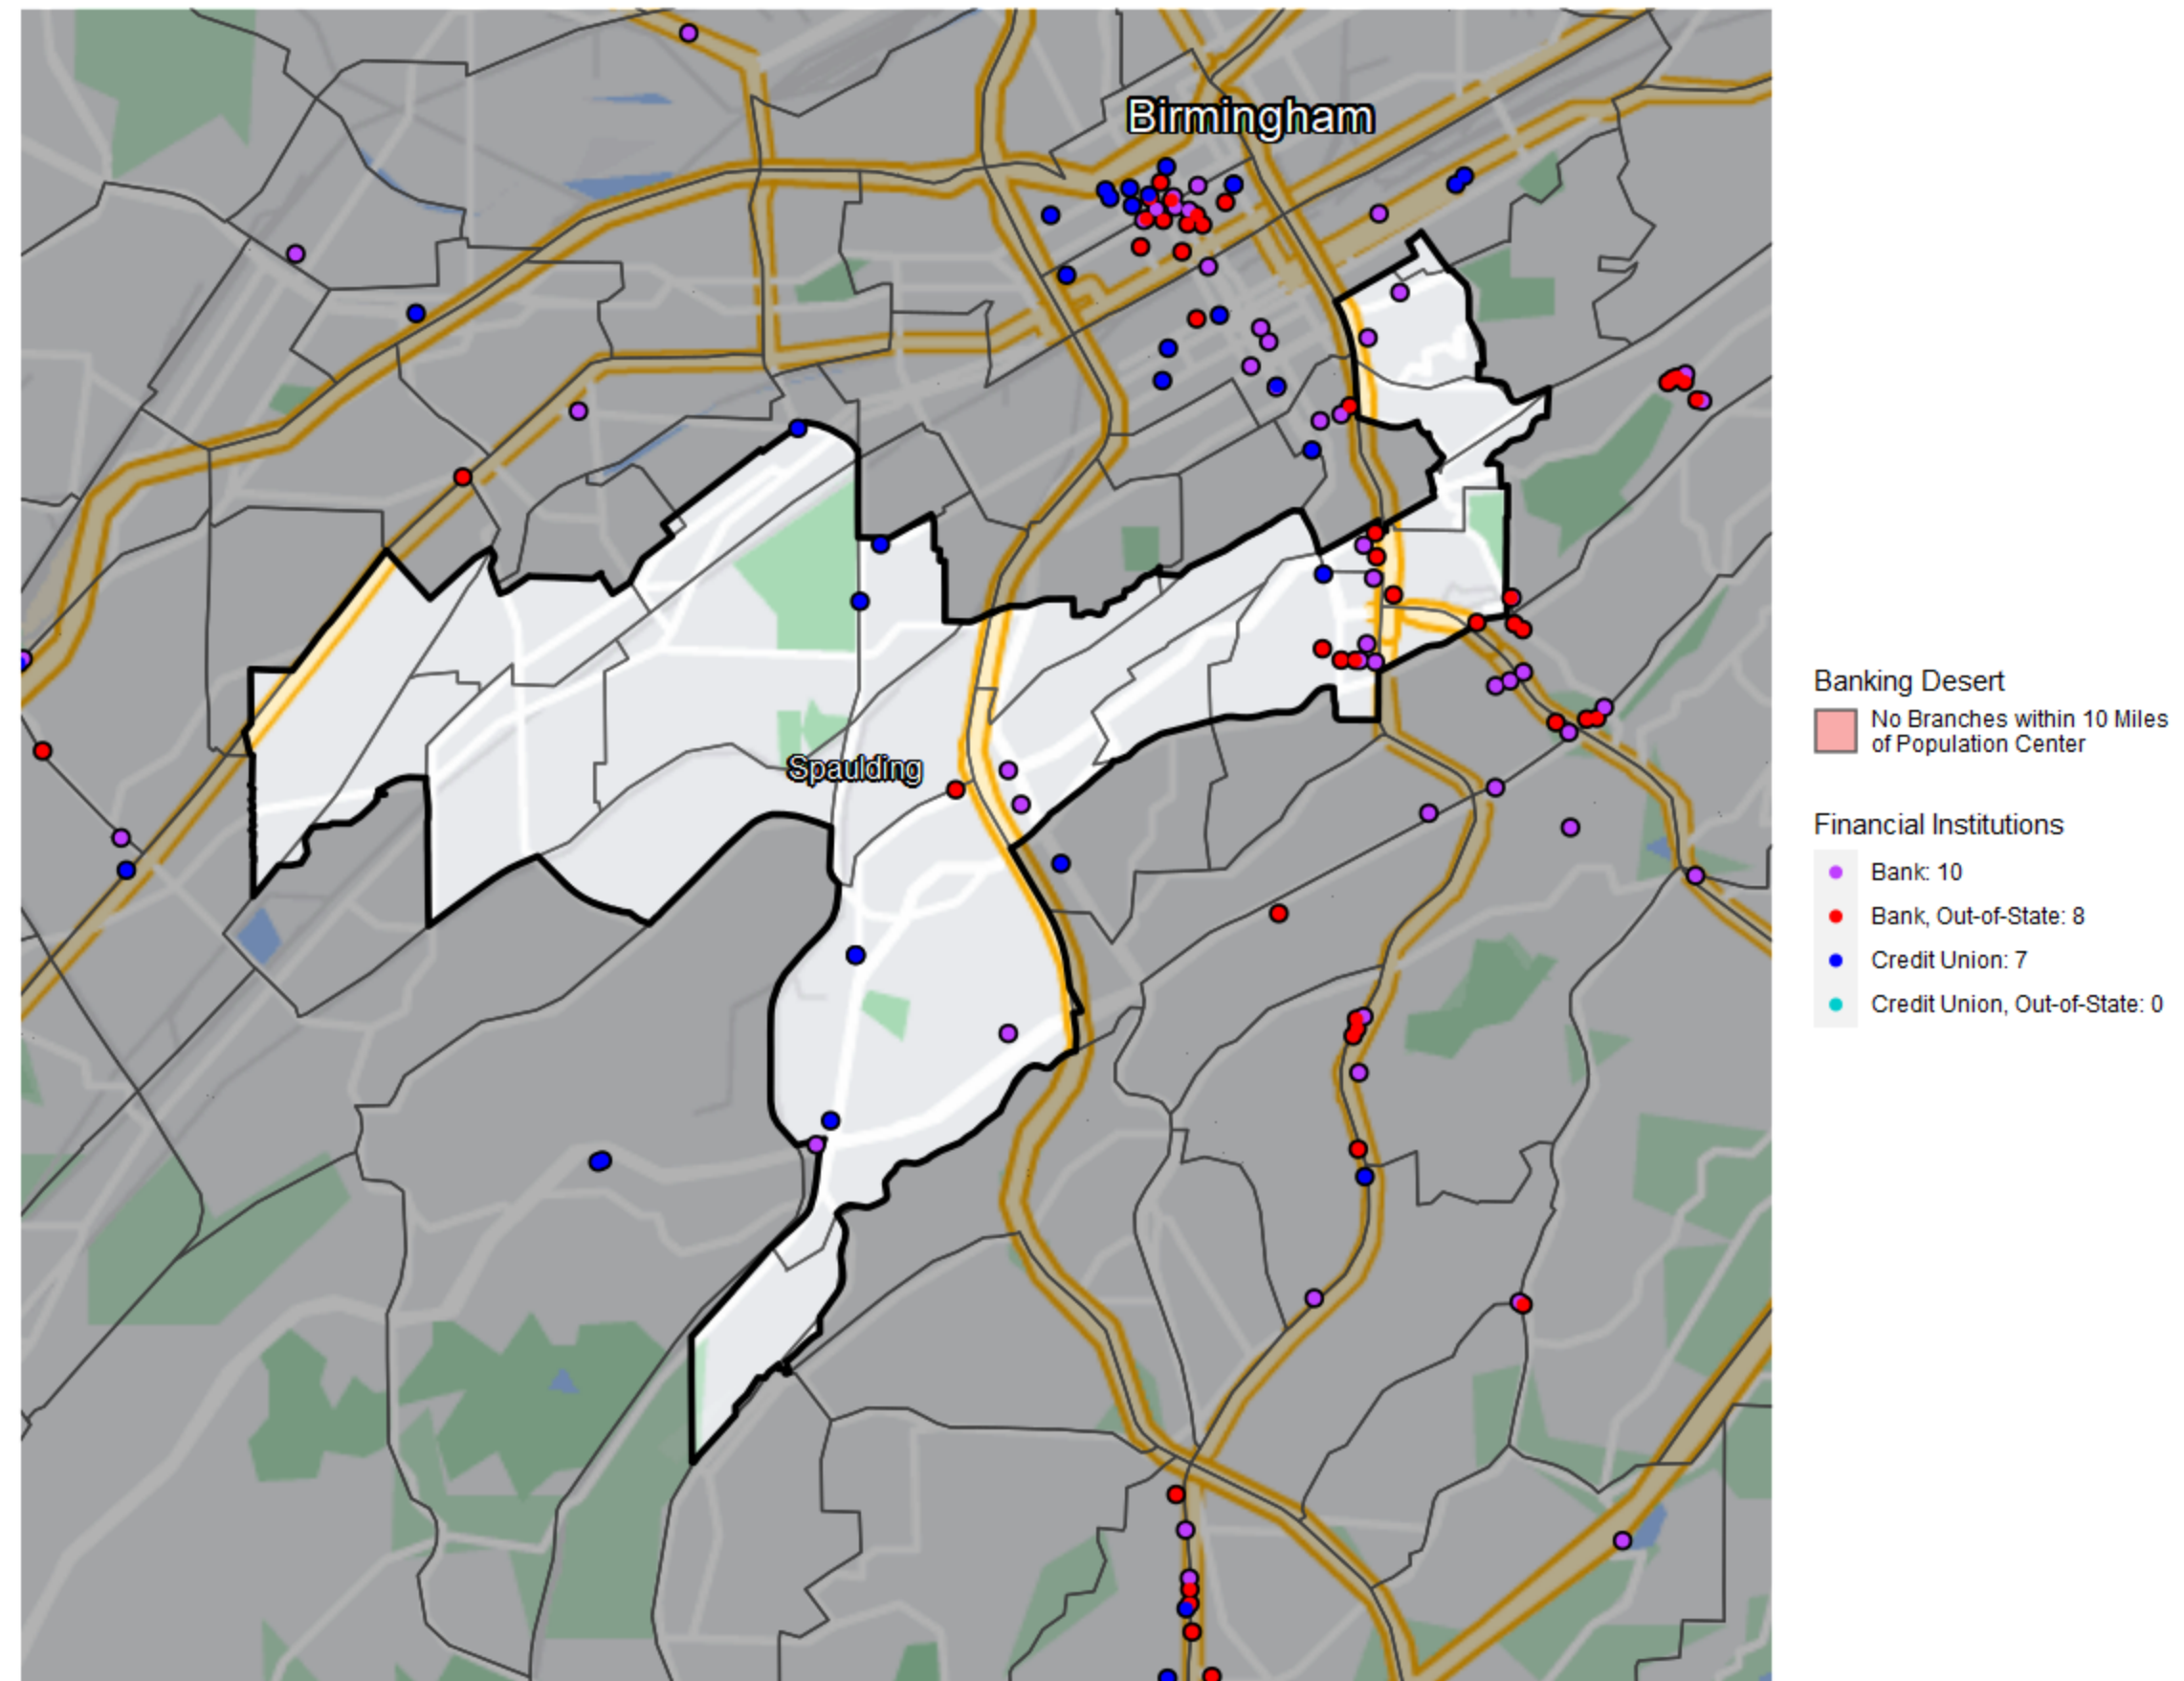 Birmingham
Spaulding
Banking Desert
No Branches within 10 Miles
of Population Center
Financial Institutions
Bank: 10
Bank, Out-of-State: 8
Credit Union: 7
Credit Union, Out-of-State: 0